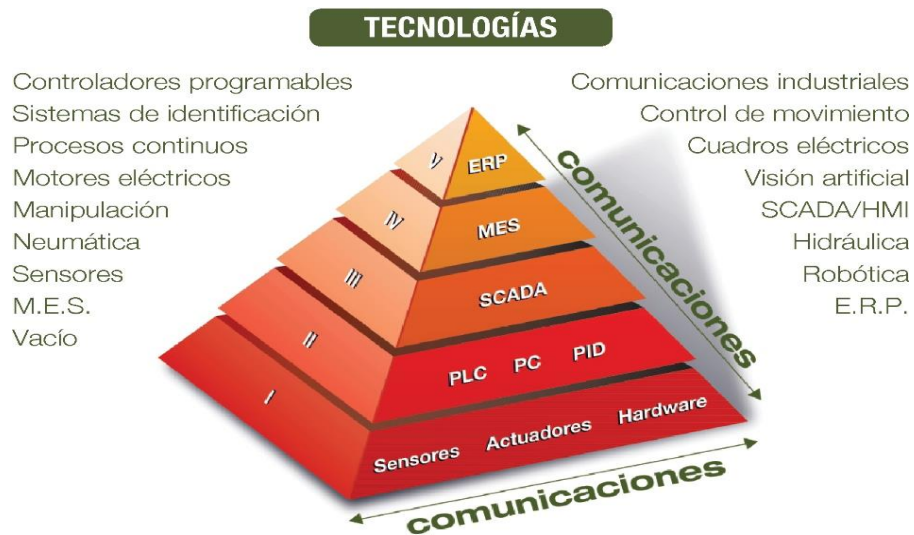 TECNOLOGÍAS
Controladores programables
Sistemas de identificación
Procesos continuos
Motores eléctricos
Manipulación
Neumática
Sensores
M.E.S.
Vacío
Comunicaciones industriales
Control de movimiento
Cuadros eléctricos
Visión artificial
SCADA/HMI
Hidráulica
Robótica
E.R.P.
V ERP
IV MES
III SCADA
II PLC PC PID
I Sensores Actuadores Hardware
comunicaciones
comunicaciones